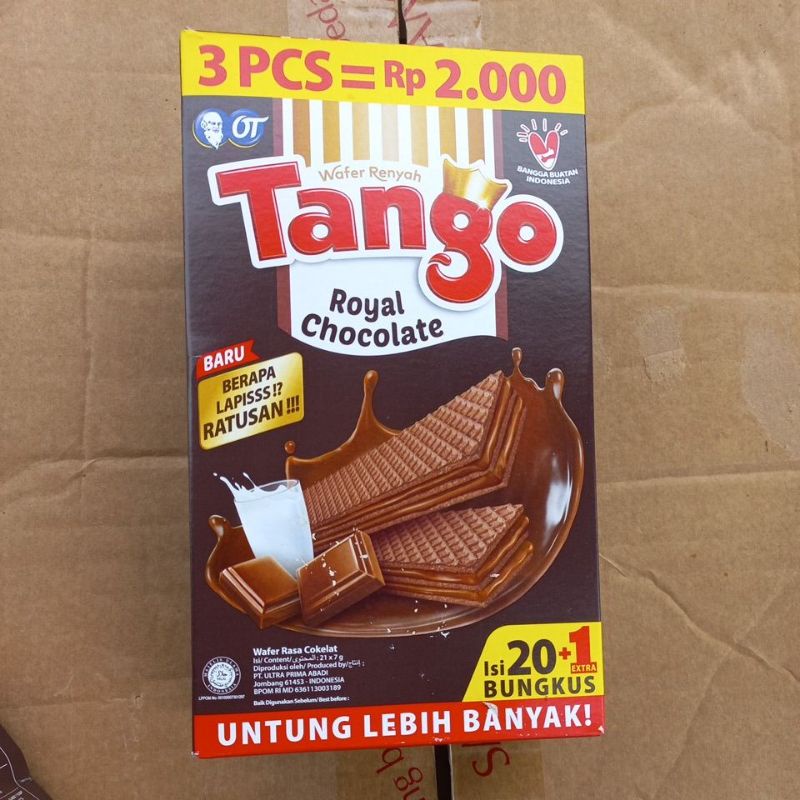 3 PCS = Rp 2.000
OT
BANGGA BUATAN
INDONESIA
Wafer Renyah
Tango
Royal
Chocolate
BARU
BERAPA
LAPISSS!?
RATUSAN!!!
Wafer Rasa Cokelat
Isi/ Content/المحتوى: 21 x 7 g
Diproduksi oleh/ Produced by/إنتاج:
PT. ULTRA PRIMA ABADI
Jombang 61453 - INDONESIA
BPOM RI MD 636113003189
Baik Digunakan Sebelum/ Best before:
Isi 20+1 EXTRA
BUNGKUS
UNTUNG LEBIH BANYAK!